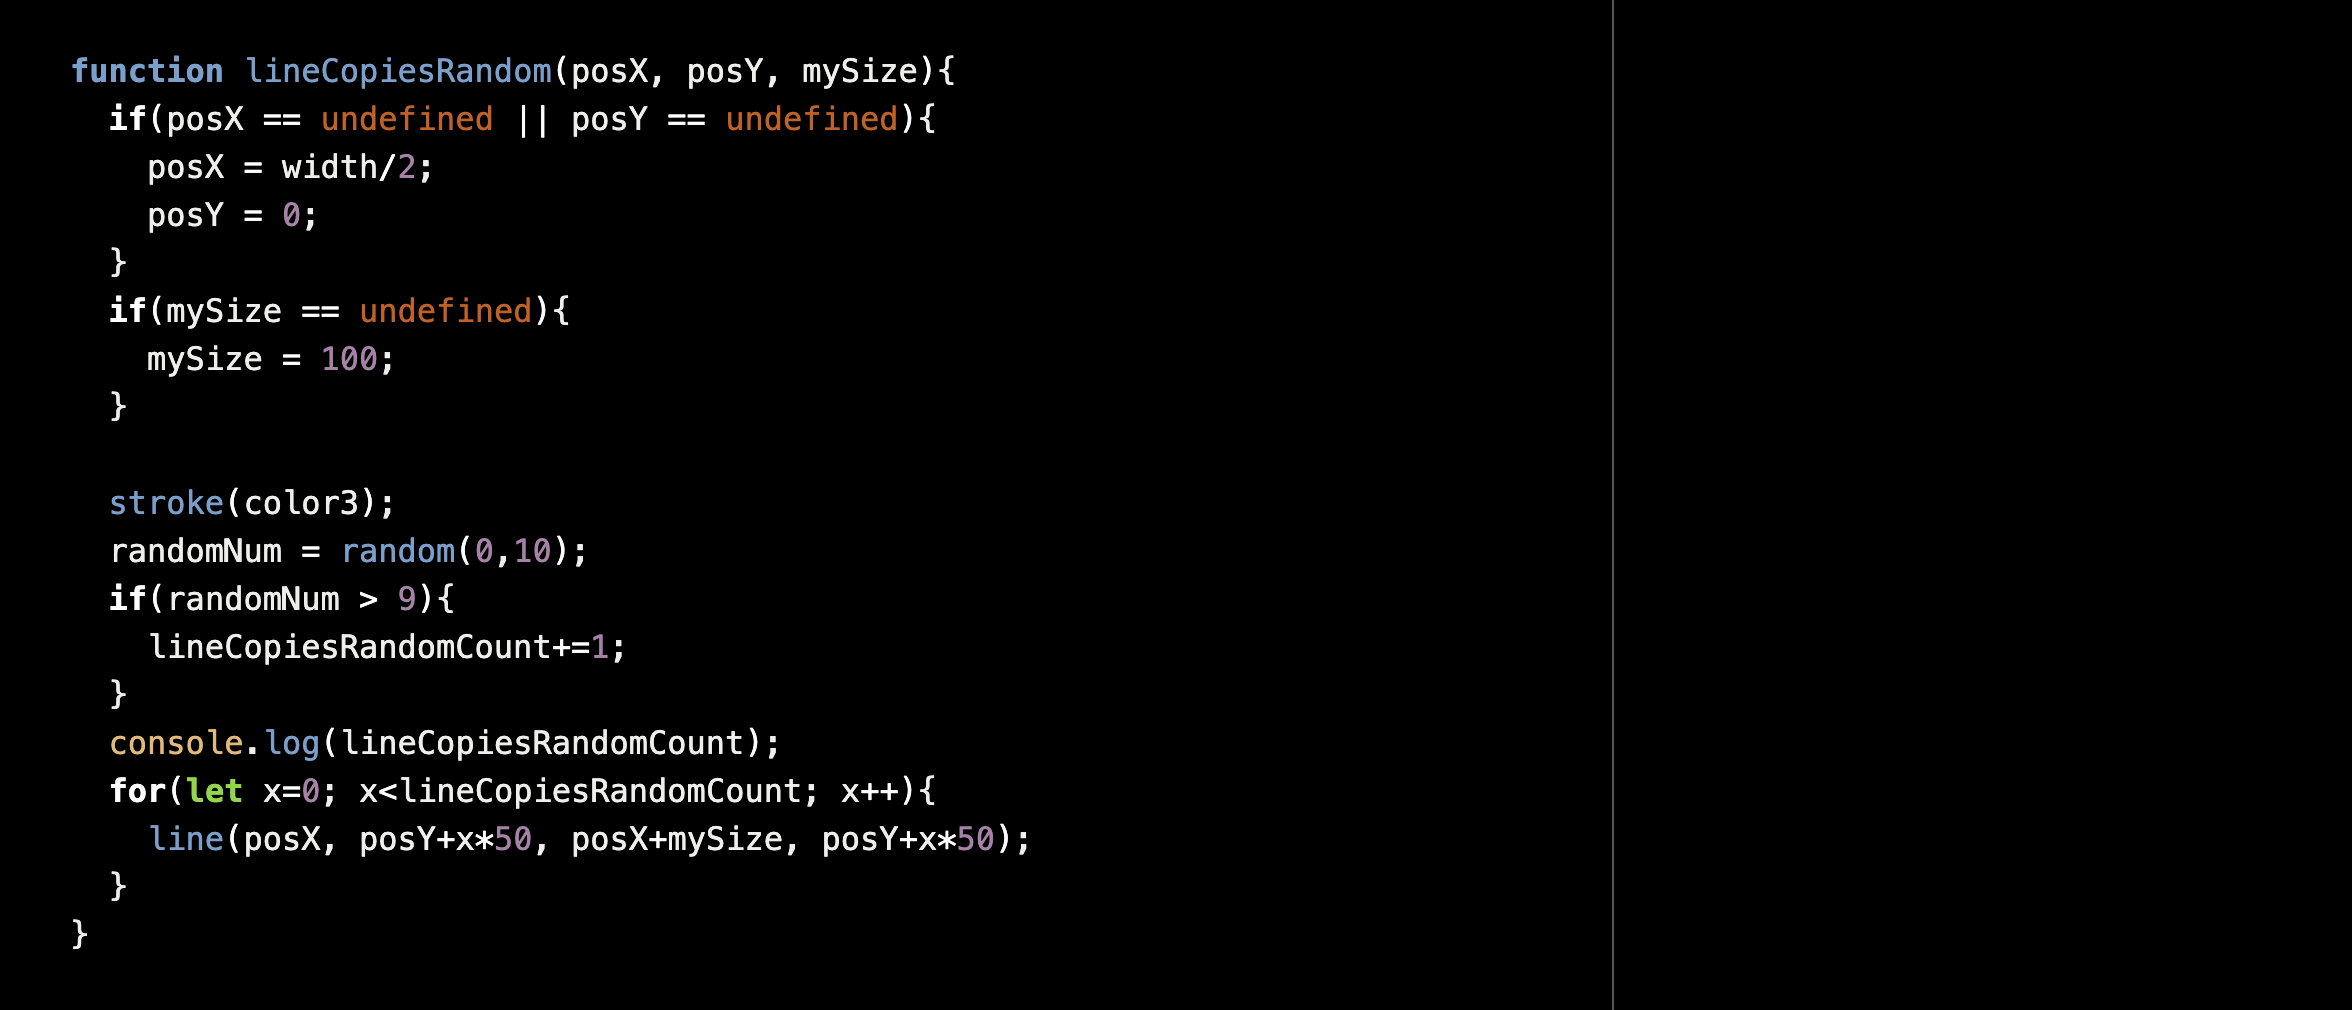 function lineCopiesRandom(posX, posY, mySize){
  if(posX == undefined || posY == undefined){
    posX = width/2;
    posY = 0;
  }
  if(mySize == undefined){
    mySize = 100;
  }

  stroke(color3);
  randomNum = random(0,10);
  if(randomNum > 9){
    lineCopiesRandomCount+=1;
  }
  console.log(lineCopiesRandomCount);
  for(let x=0; x<lineCopiesRandomCount; x++){
    line(posX, posY+x*50, posX+mySize, posY+x*50);
  }
}